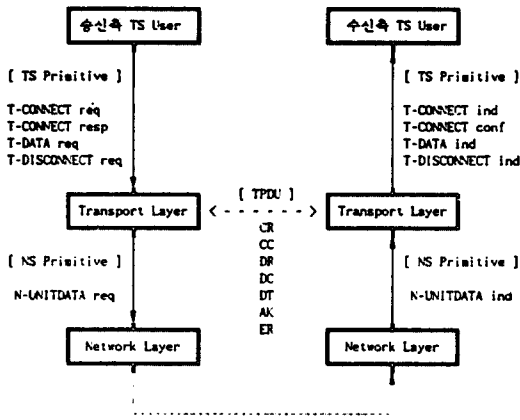 송신측 TS User
수신측 TS User
[ TS Primitive ]
T-CONNECT req
T-CONNECT resp
T-DATA req
T-DISCONNECT req
[ TS Primitive ]
T-CONNECT ind
T-CONNECT conf
T-DATA ind
T-DISCONNECT ind
Transport Layer
[ TPDU ]
< - - - - - >
Transport Layer
CR
CC
DR
DC
DT
AK
ER
[ NS Primitive ]
N-UNITDATA req
[ NS Primitive ]
N-UNITDATA ind
Network Layer
Network Layer